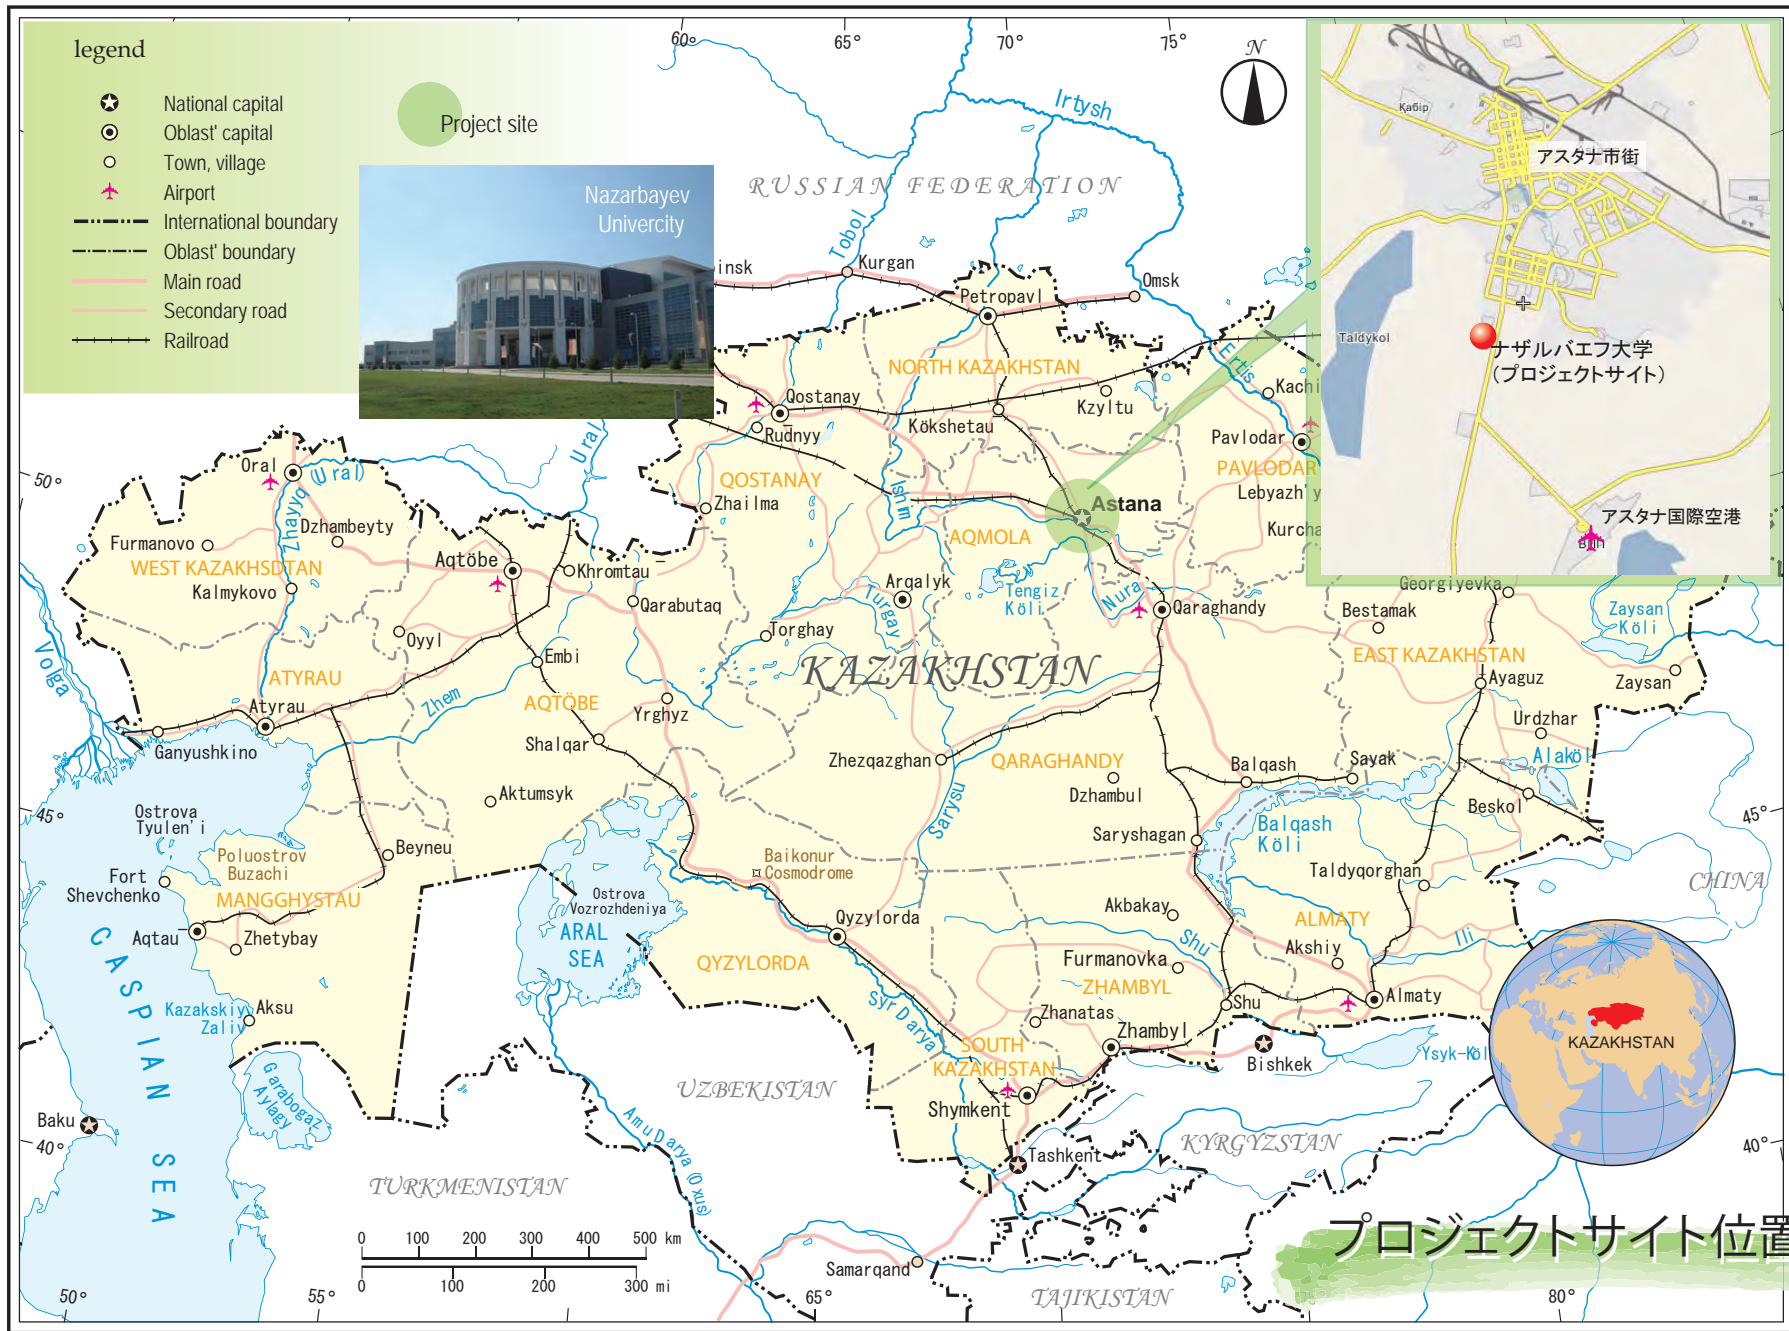 legend
National capital
Oblast' capital
Town, village
Airport
International boundary
Oblast' boundary
Main road
Secondary road
Railroad
Project site
Nazarbayev
Univercity
60°
65°
70°
75°
N
Irtysh
RUSSIAN FEDERATION
Tobol
Kurgan
insk
Omsk
Petropavl
Ertis
Қабір
アスタナ市街
Taldykol
ナザルバエフ大学
(プロジェクトサイト)
アスタナ国際空港
NORTH KAZAKHSTAN
Qostanay
Rudnyy
Kökshetau
Kzyltu
Kachi
Pavlodar
PAVLODAR
Lebyazh'y
Kurcha
QOSTANAY
Zhailma
Ishim
Astana
AQMOLA
Ural
50°
Oral
Zhayyq (Ural)
Dzhambeyty
Furmanovo
WEST KAZAKHSDTAN
Kalmykovo
Aqtöbe
Khromtau
Qarabutaq
Argalyk
Turgay
Tengiz
Köli
Nura
Qaraghandy
Georgiyevka
Bestamak
Zaysan
Köli
Torghay
Oyyl
Embi
KAZAKHSTAN
EAST KAZAKHSTAN
Ayaguz
Zaysan
Volga
ATYRAU
Atyrau
Zhem
AQTÖBE
Yrghyz
Shalqar
Ganyushkino
Urdzhar
Alaköl
Zhezqazghan
QARAGHANDY
Dzhambul
Balqash
Sayak
Beskol
Sarysu
Aktumsyk
45°
45°
Ostrova
Tyulen'i
Beyneu
Poluostrov
Buzachi
Fort
Shevchenko
MANGGHYSTAU
Saryshagan
Balqash
Köli
Taldyqorghan
Baikonur
Cosmodrome
Ostrova
Vozrozhdeniya
ARAL
SEA
Qyzylorda
QYZYLORDA
Akbakay
Shu
ALMATY
Akshiy
Ili
CHINA
Aqtau
Zhetybay
Furmanovka
ZHAMBYL
Shu
Almaty
Kazakskiy
Zaliv
Aksu
Syr Darya
Zhanatas
Zhambyl
SOUTH
KAZAKHSTAN
Shymkent
Bishkek
Ysyk-Köl
KAZAKHSTAN
CASPIAN SEA
Garabogaz
Aylagy
UZBEKISTAN
Baku
40°
40°
Amu Darya (Oxus)
Tashkent
KYRGYZSTAN
TURKMENISTAN
0 100 200 300 400 500 km
0 100 200 300 mi
Samarqand
TAJIKISTAN
プロジェクトサイト位置
50°
55°
65°
80°